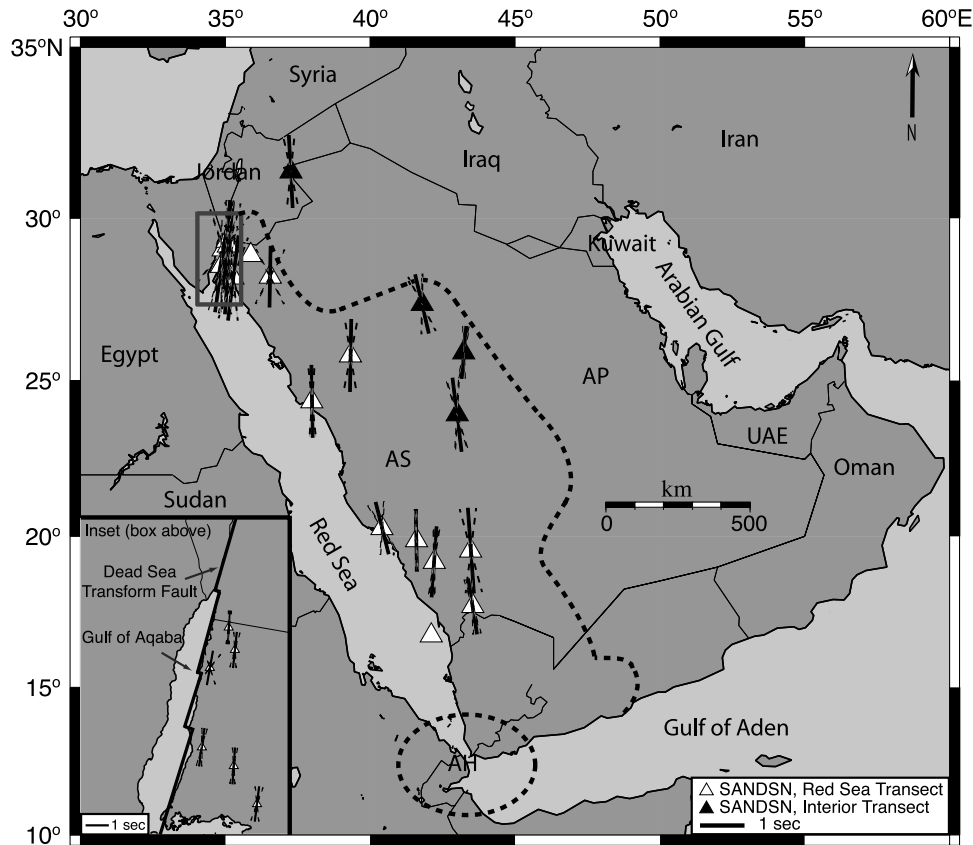 30° 35° 40° 45° 50° 55° 60°E
35°N
30°
25°
20°
15°
10°
Syria
Iran
N
Iraq
Jordan
Kuwait
Arabian Gulf
Egypt
AP
UAE
AS
Oman
km
0 500
Sudan
Red Sea
Inset (box above)
Dead Sea
Transform Fault
Gulf of Aqaba
1 sec
Gulf of Aden
AH
SANDSN, Red Sea Transect
SANDSN, Interior Transect
1 sec